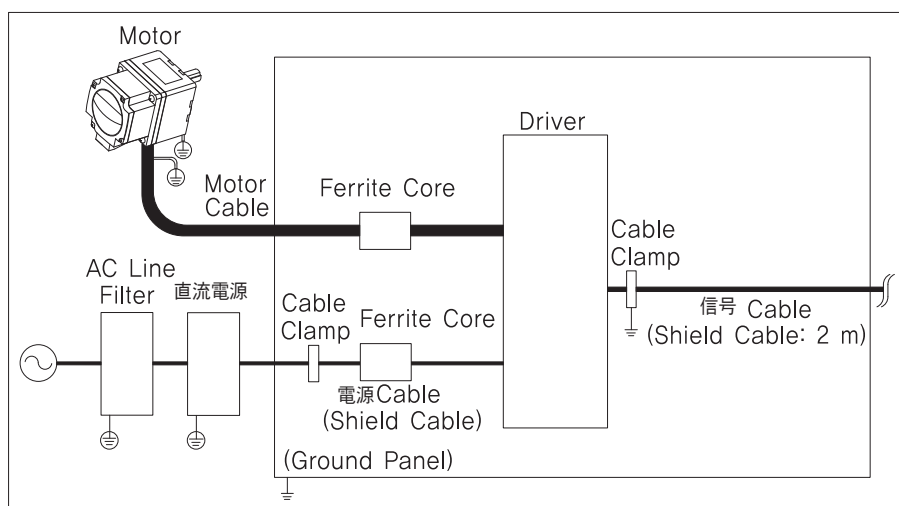 Motor
Driver
Motor
Cable
Ferrite Core
Cable
Clamp
AC Line
Filter
直流電源
Cable
Clamp
Ferrite Core
信号 Cable
(Shield Cable: 2 m)
電源Cable
(Shield Cable)
(Ground Panel)